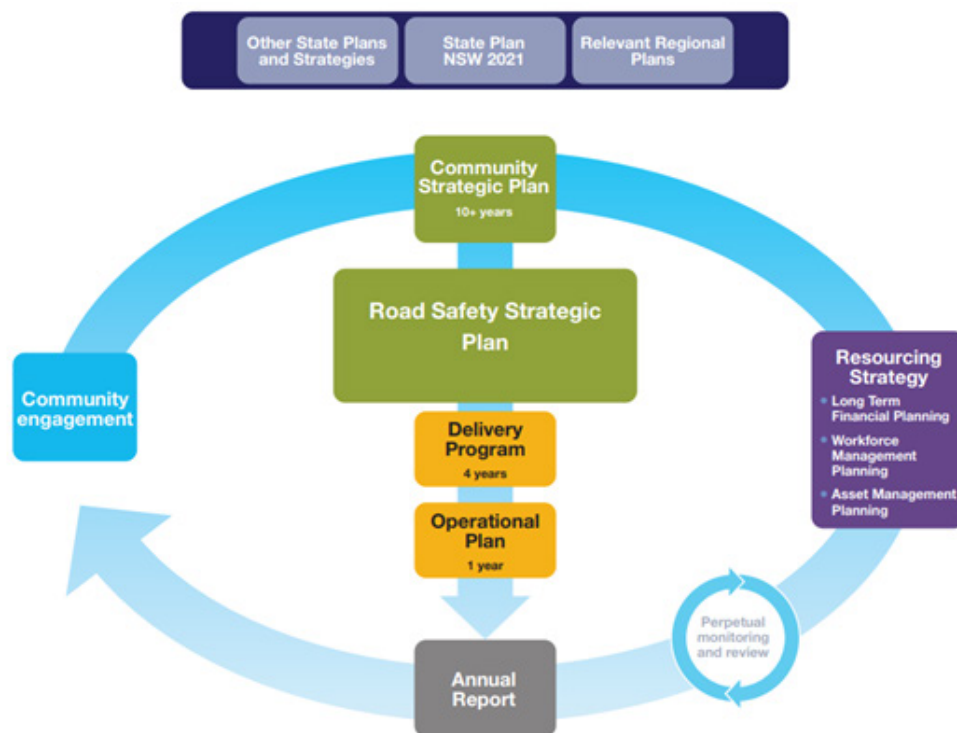 Other State Plans
and Strategies
State Plan
NSW 2021
Relevant Regional
Plans
Community
Strategic Plan
10+ years
Road Safety Strategic
Plan
Community
engagement
Resourcing
Strategy
• Long Term
Financial Planning
• Workforce
Management
Planning
• Asset Management
Planning
Delivery
Program
4 years
Operational
Plan
1 year
Perpetual
monitoring
and review
Annual
Report